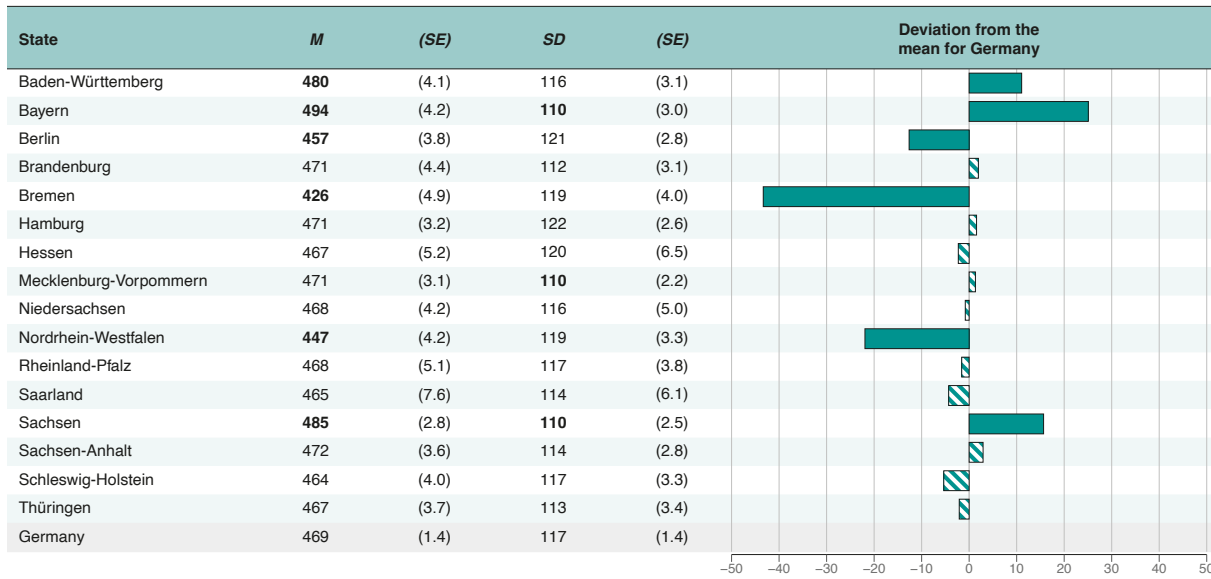 State M (SE) SD (SE) Deviation from the
mean for Germany
Baden-Württemberg 480 (4.1) 116 (3.1)
Bayern 494 (4.2) 110 (3.0)
Berlin 457 (3.8) 121 (2.8)
Brandenburg 471 (4.4) 112 (3.1)
Bremen 426 (4.9) 119 (4.0)
Hamburg 471 (3.2) 122 (2.6)
Hessen 467 (5.2) 120 (6.5)
Mecklenburg-Vorpommern 471 (3.1) 110 (2.2)
Niedersachsen 468 (4.2) 116 (5.0)
Nordrhein-Westfalen 447 (4.2) 119 (3.3)
Rheinland-Pfalz 468 (5.1) 117 (3.8)
Saarland 465 (7.6) 114 (6.1)
Sachsen 485 (2.8) 110 (2.5)
Sachsen-Anhalt 472 (3.6) 114 (2.8)
Schleswig-Holstein 464 (4.0) 117 (3.3)
Thüringen 467 (3.7) 113 (3.4)
Germany 469 (1.4) 117 (1.4)
−50 −40 −30 −20 −10 0 10 20 30 40 50